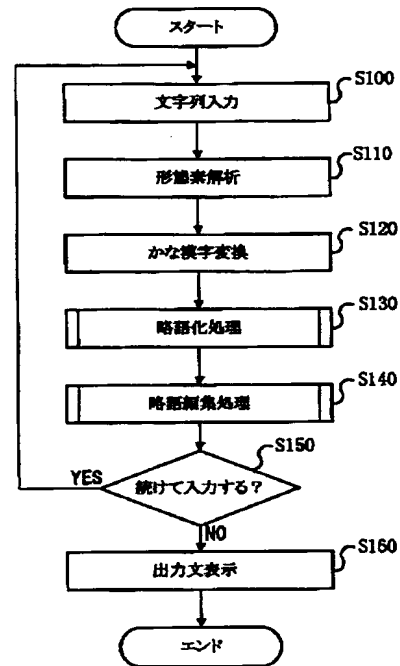 スタート
S100
文字列入力
S110
形態素解析
S120
かな漢字変換
S130
略語化処理
S140
略語編集処理
S150
YES
続けて入力する？
NO
S160
出力文表示
エンド